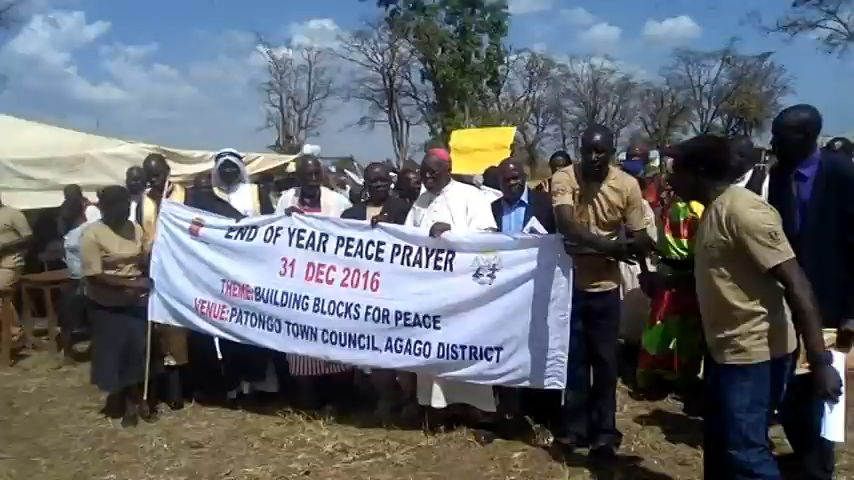 END OF YEAR PEACE PRAYER
31 DEC 2016
THEME:BUILDING BLOCKS FOR PEACE
VENUE:PATONGO TOWN COUNCIL, AGAGO DISTRICT